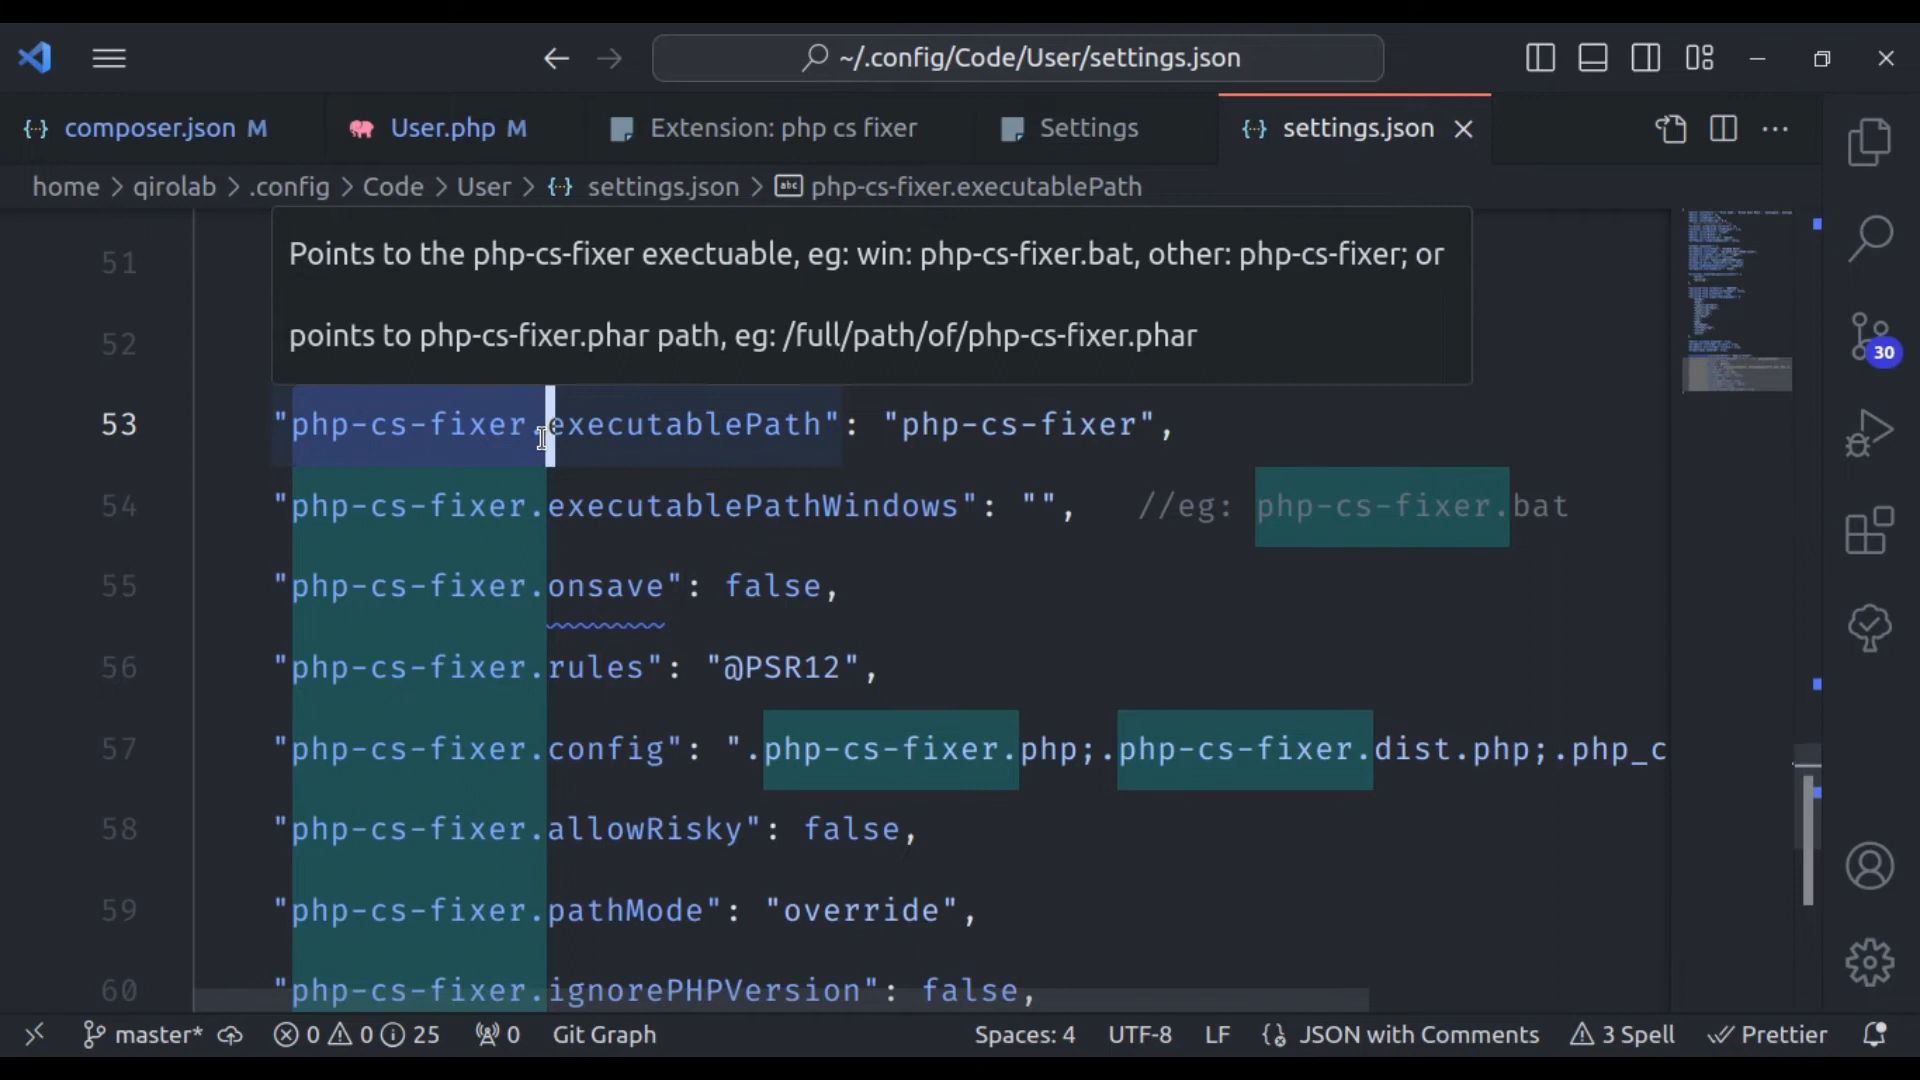 ~/.config/Code/User/settings.json
composer.json M
User.php M
Extension: php cs fixer
Settings
settings.json
home > qirolab > .config > Code > User > settings.json > php-cs-fixer.executablePath
Points to the php-cs-fixer exectuable, eg: win: php-cs-fixer.bat, other: php-cs-fixer; or
points to php-cs-fixer.phar path, eg: /full/path/of/php-cs-fixer.phar
51
52
53 "php-cs-fixer.executablePath": "php-cs-fixer",
54 "php-cs-fixer.executablePathWindows": "", //eg: php-cs-fixer.bat
55 "php-cs-fixer.onsave": false,
56 "php-cs-fixer.rules": "@PSR12",
57 "php-cs-fixer.config": ".php-cs-fixer.php;.php-cs-fixer.dist.php;.php_c
58 "php-cs-fixer.allowRisky": false,
59 "php-cs-fixer.pathMode": "override",
60 "php-cs-fixer.ignorePHPVersion": false,
30
master* 0 0 25 0 Git Graph Spaces: 4 UTF-8 LF JSON with Comments 3 Spell Prettier